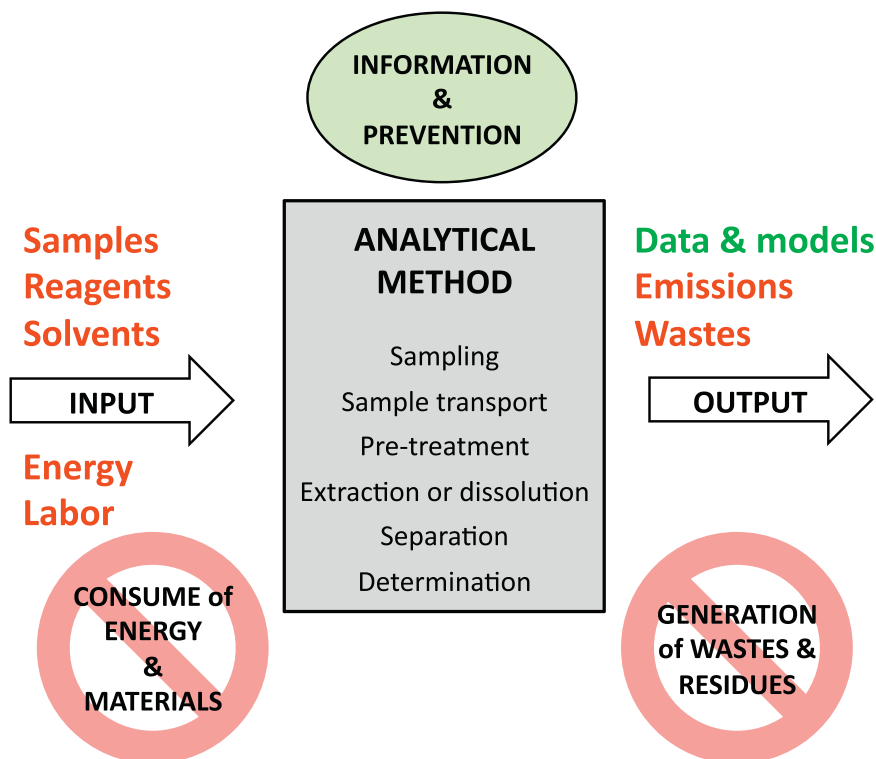 INFORMATION
&
PREVENTION
Samples
Reagents
Solvents
INPUT
Energy
Labor
CONSUME of
ENERGY
&
MATERIALS
ANALYTICAL
METHOD
Sampling
Sample transport
Pre-treatment
Extraction or dissolution
Separation
Determination
Data & models
Emissions
Wastes
OUTPUT
GENERATION
of WASTES &
RESIDUES